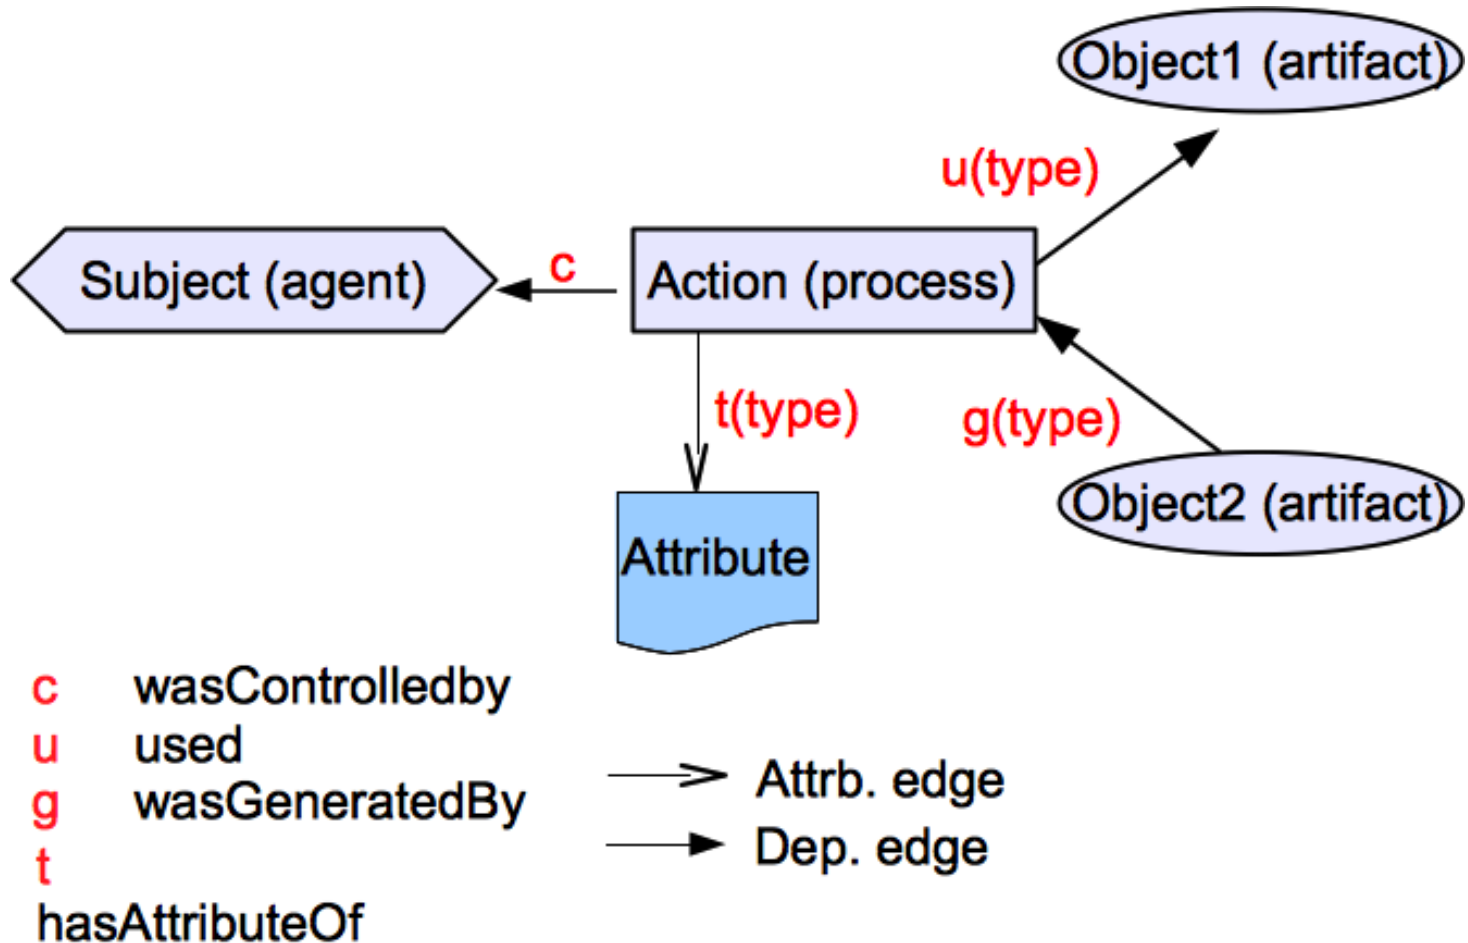 Object1 (artifact)
u(type)
Subject (agent)
c
Action (process)
t(type)
g(type)
Object2 (artifact)
Attribute
c wasControlledby
u used
g wasGeneratedBy
t
hasAttributeOf
Attrb. edge
Dep. edge